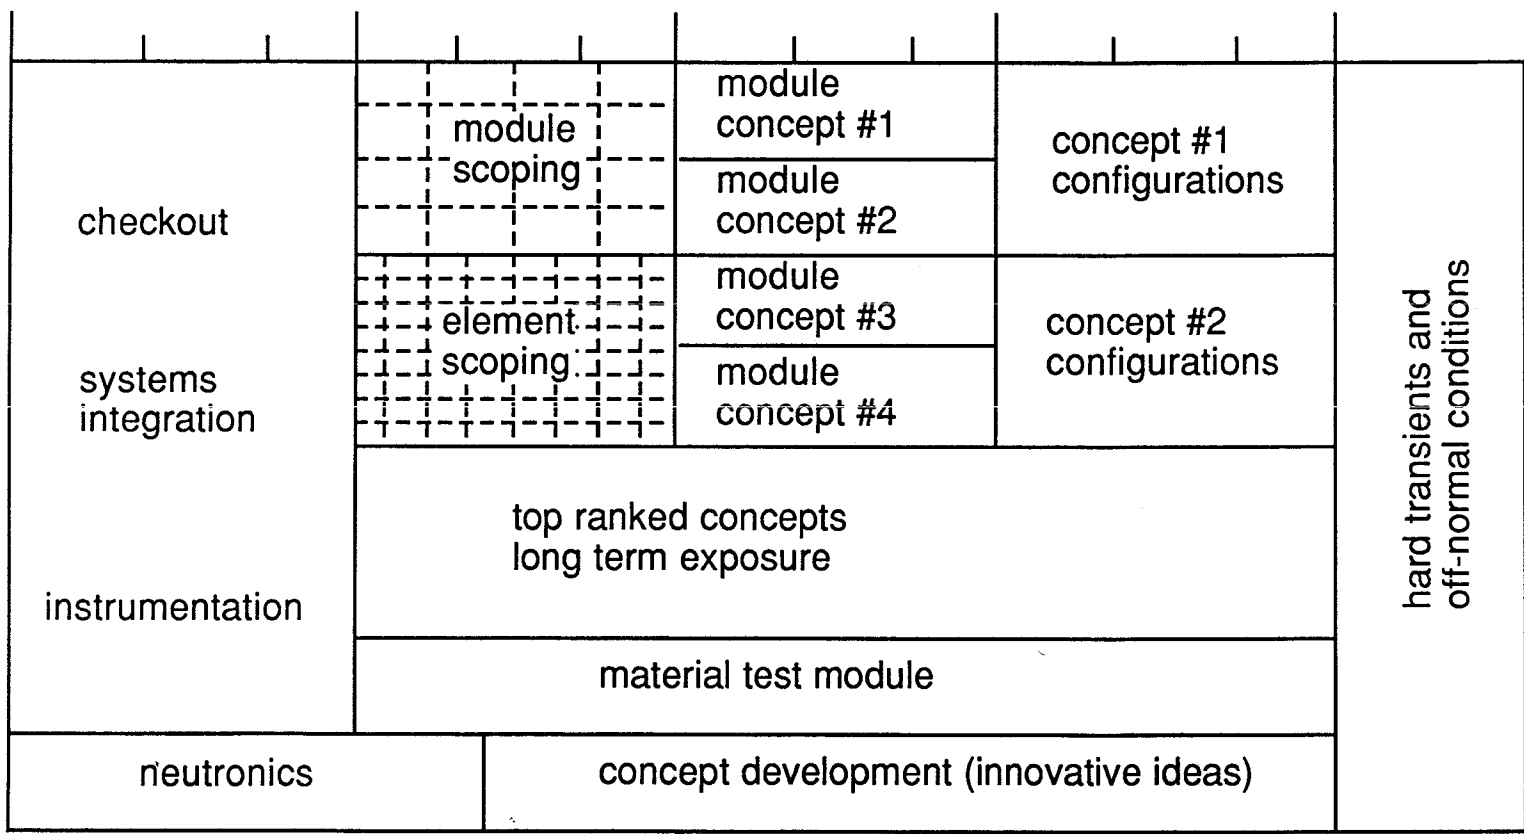 checkout
systems
integration
instrumentation
module
scoping
element
scoping
module
concept #1
module
concept #2
module
concept #3
module
concept #4
concept #1
configurations
concept #2
configurations
top ranked concepts
long term exposure
material test module
neutronics
concept development (innovative ideas)
hard transients and
off-normal conditions